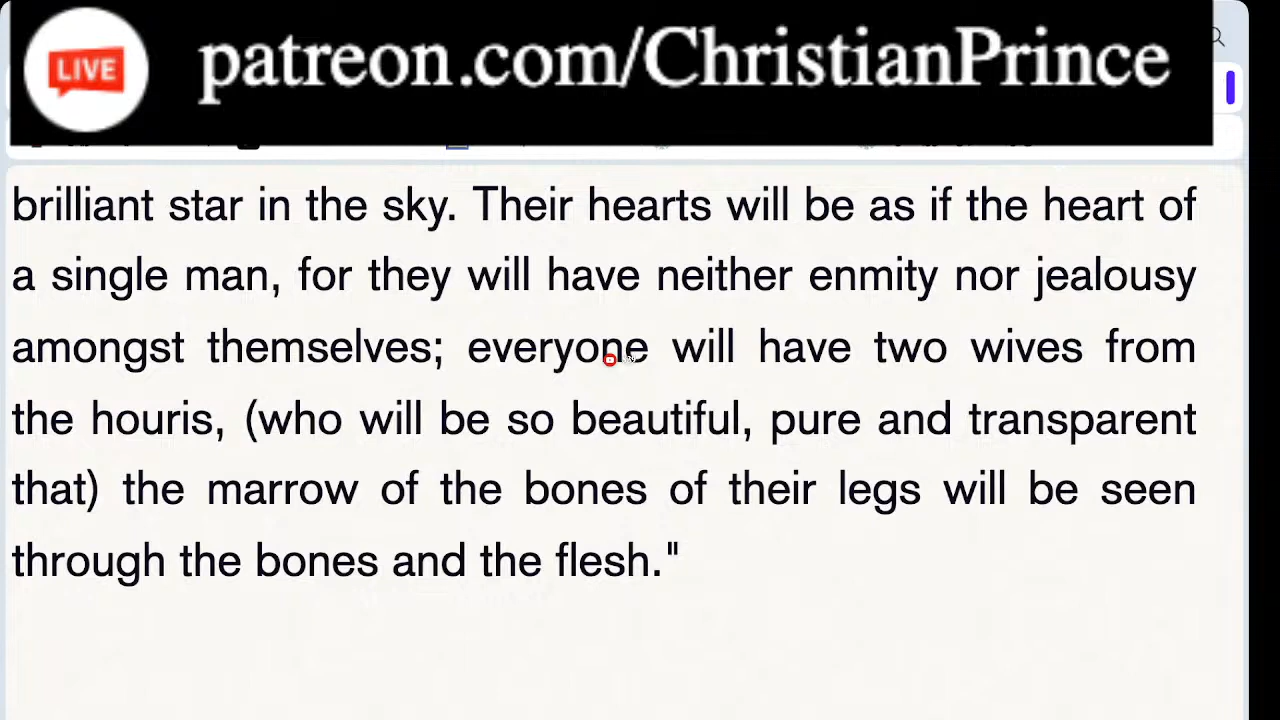 LIVE
patreon.com/ChristianPrince
brilliant star in the sky. Their hearts will be as if the heart of
a single man, for they will have neither enmity nor jealousy
amongst themselves; everyone will have two wives from
the houris, (who will be so beautiful, pure and transparent
that) the marrow of the bones of their legs will be seen
through the bones and the flesh."